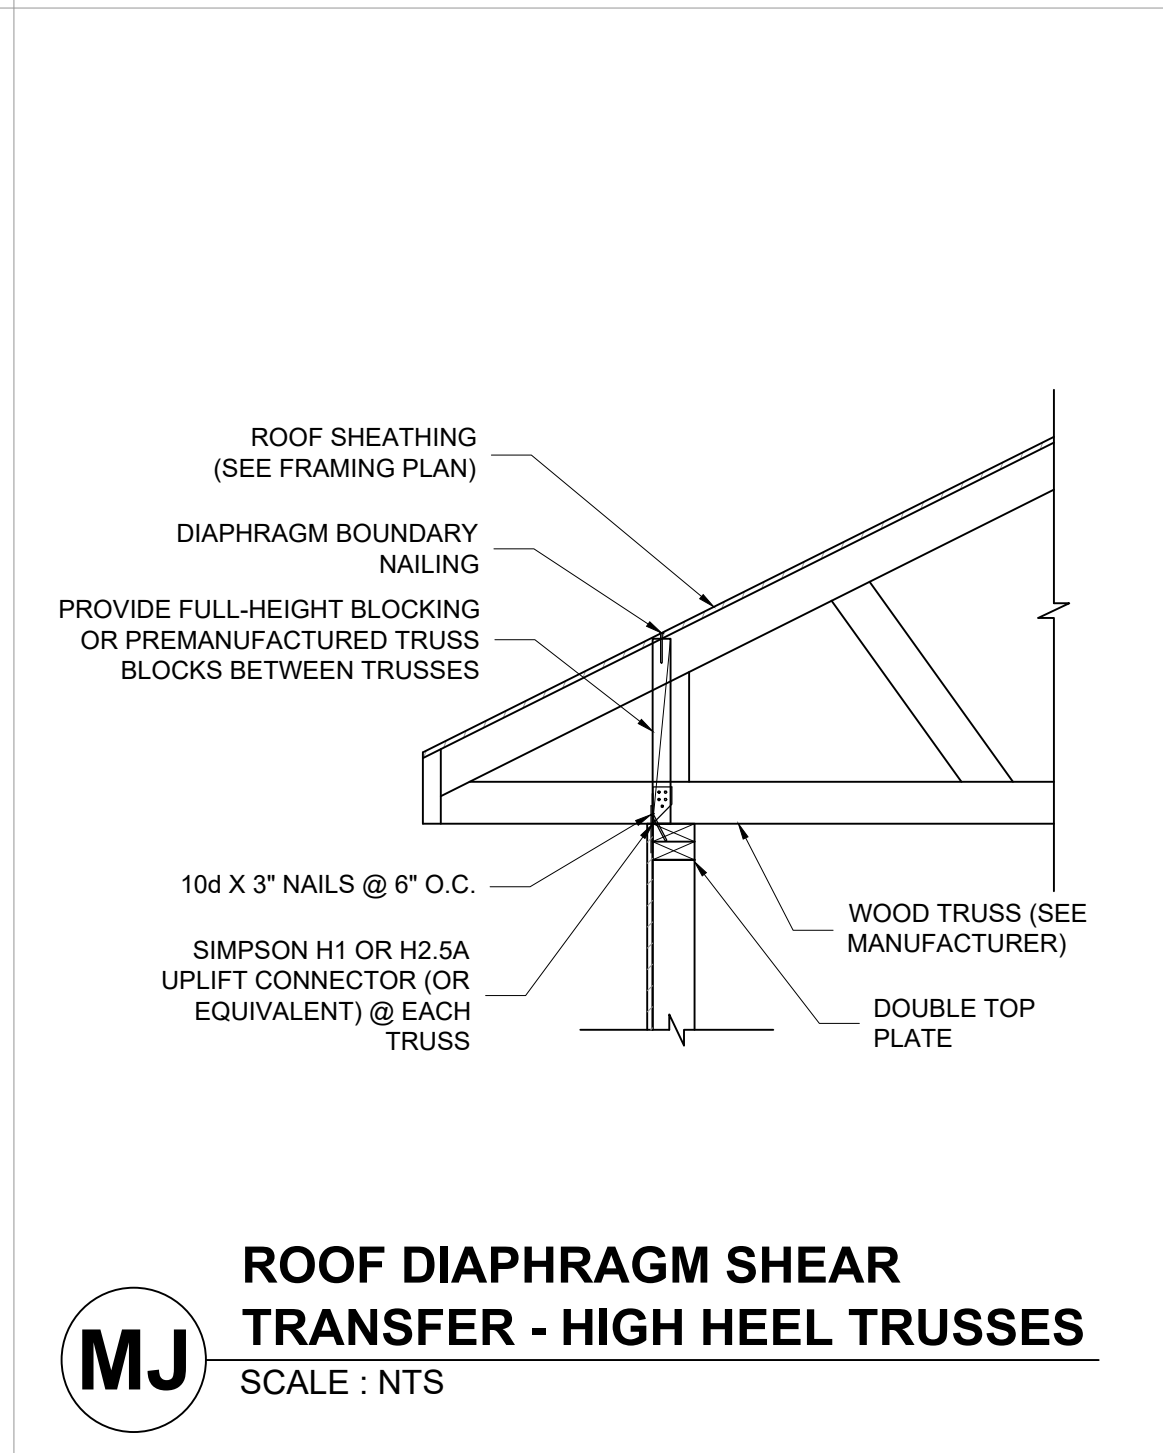 ROOF SHEATHING
(SEE FRAMING PLAN)
DIAPHRAGM BOUNDARY
NAILING
PROVIDE FULL-HEIGHT BLOCKING
OR PREMANUFACTURED TRUSS
BLOCKS BETWEEN TRUSSES
10d X 3" NAILS @ 6" O.C.
SIMPSON H1 OR H2.5A
UPLIFT CONNECTOR (OR
EQUIVALENT) @ EACH
TRUSS
WOOD TRUSS (SEE
MANUFACTURER)
DOUBLE TOP
PLATE
MJ
ROOF DIAPHRAGM SHEAR
TRANSFER - HIGH HEEL TRUSSES
SCALE : NTS